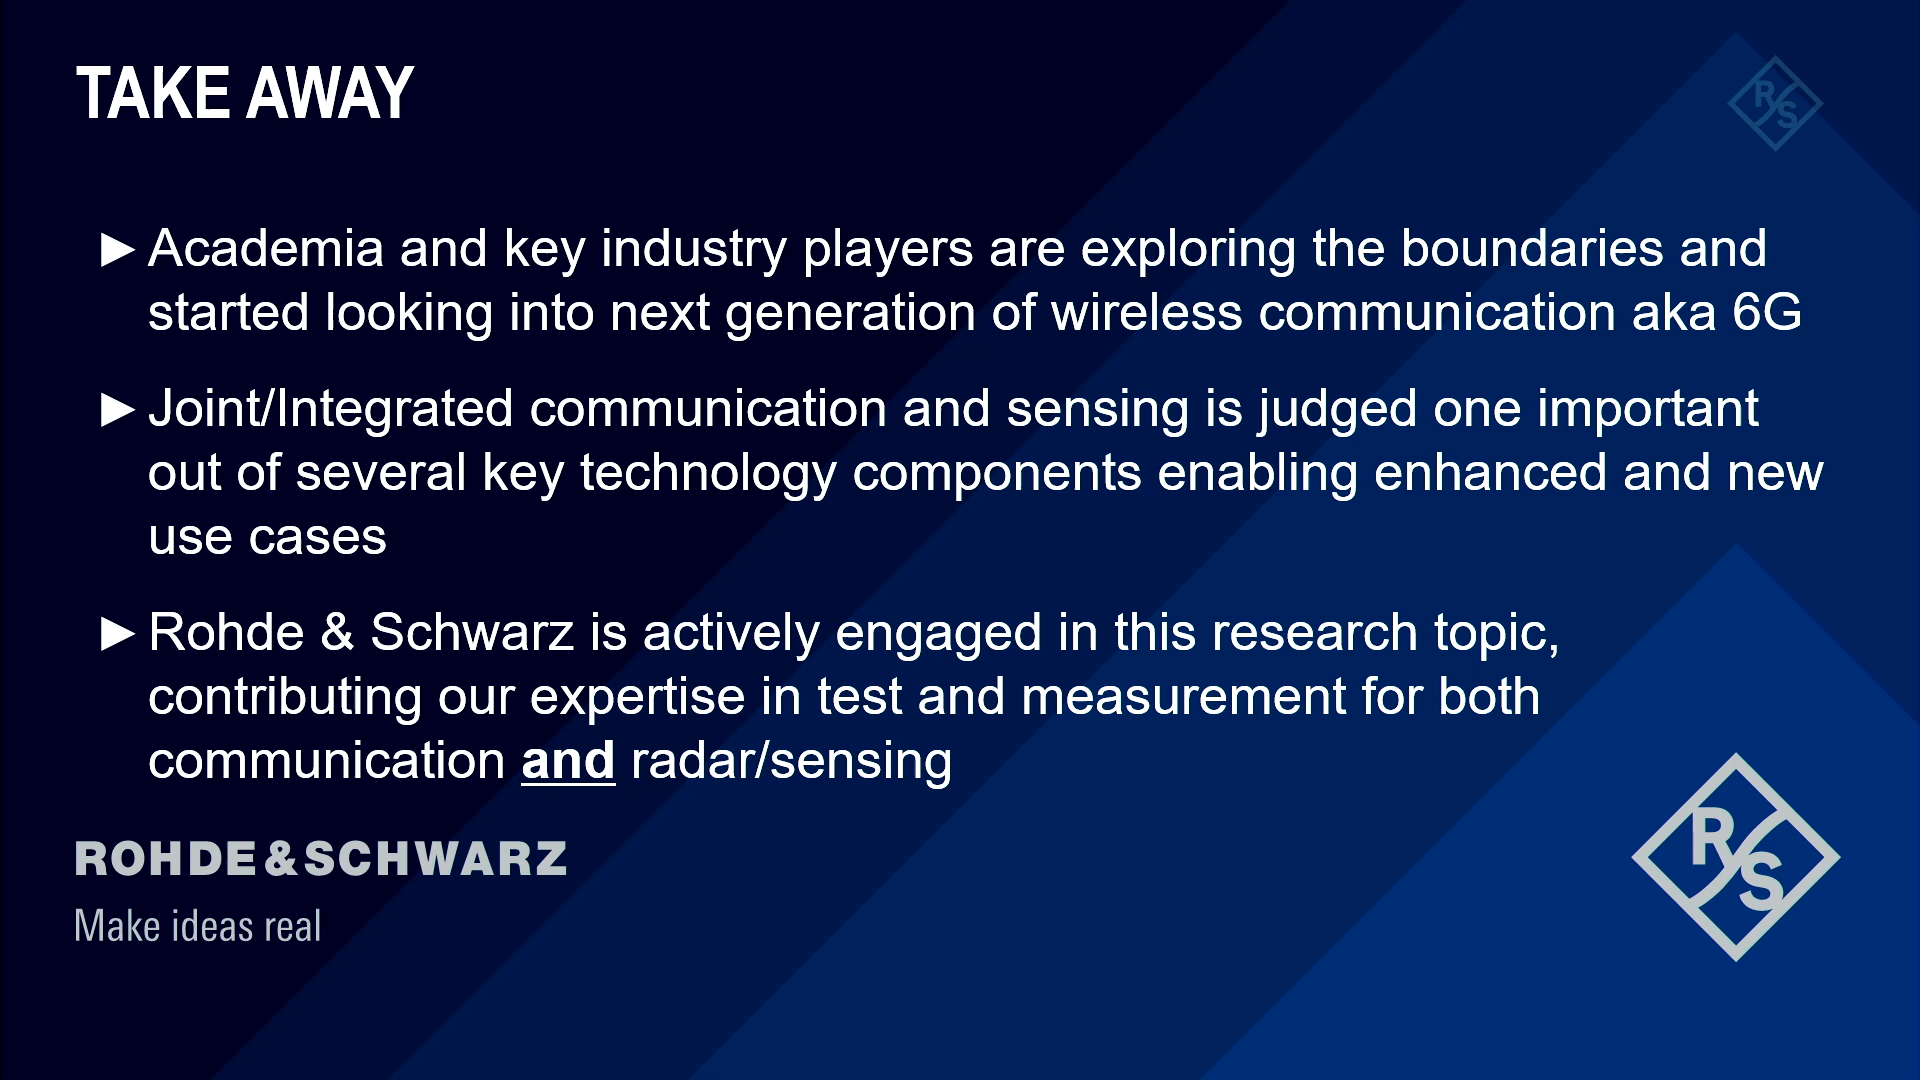 TAKE AWAY
R S
► Academia and key industry players are exploring the boundaries and
started looking into next generation of wireless communication aka 6G
► Joint/Integrated communication and sensing is judged one important
out of several key technology components enabling enhanced and new
use cases
► Rohde & Schwarz is actively engaged in this research topic,
contributing our expertise in test and measurement for both
communication and radar/sensing
ROHDE&SCHWARZ
Make ideas real
R S